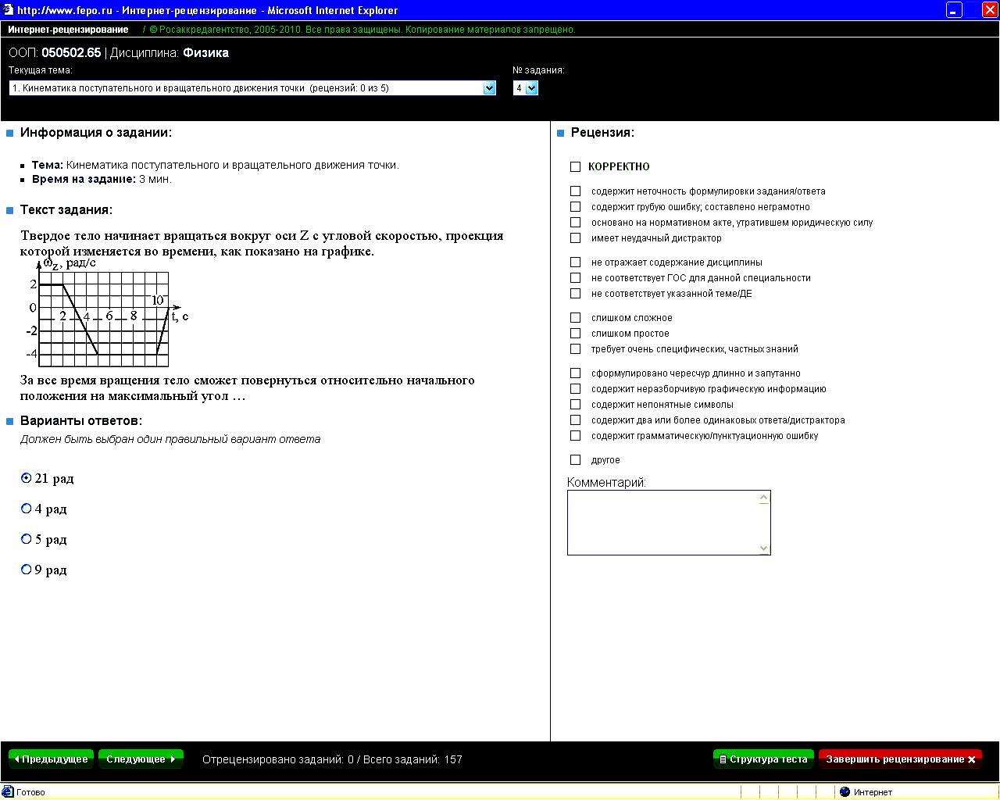 http://www.fepo.ru - Интернет-рецензирование - Microsoft Internet Explorer
Интернет-рецензирование / © Росаккредагентство, 2005-2010. Все права защищены. Копирование материалов запрещено.
ООП: 050502.65 | Дисциплина: Физика
Текущая тема: № задания:
1. Кинематика поступательного и вращательного движения точки (рецензий: 0 из 5) 4
Информация о задании:
Тема: Кинематика поступательного и вращательного движения точки.
Время на задание: 3 мин.
Текст задания:
Твердое тело начинает вращаться вокруг оси Z с угловой скоростью, проекция
которой изменяется во времени, как показано на графике.
ωz, рад/с
2
10
0
2 4 6 8 t, c
-2
-4
За все время вращения тело сможет повернуться относительно начального
положения на максимальный угол …
Варианты ответов:
Должен быть выбран один правильный вариант ответа
21 рад
4 рад
5 рад
9 рад
Рецензия:
КОРРЕКТНО
содержит неточность формулировки задания/ответа
содержит грубую ошибку; составлено неграмотно
основано на нормативном акте, утратившем юридическую силу
имеет неудачный дистрактор
не отражает содержание дисциплины
не соответствует ГОС для данной специальности
не соответствует указанной теме/ДЕ
слишком сложное
слишком простое
требует очень специфических, частных знаний
сформулировано чересчур длинно и запутанно
содержит неразборчивую графическую информацию
содержит непонятные символы
содержит два или более одинаковых ответа/дистрактора
содержит грамматическую/пунктуационную ошибку
другое
Комментарий:
Предыдущее Следующее Отрецензировано заданий: 0 / Всего заданий: 157 Структура теста Завершить рецензирование
Готово Интернет